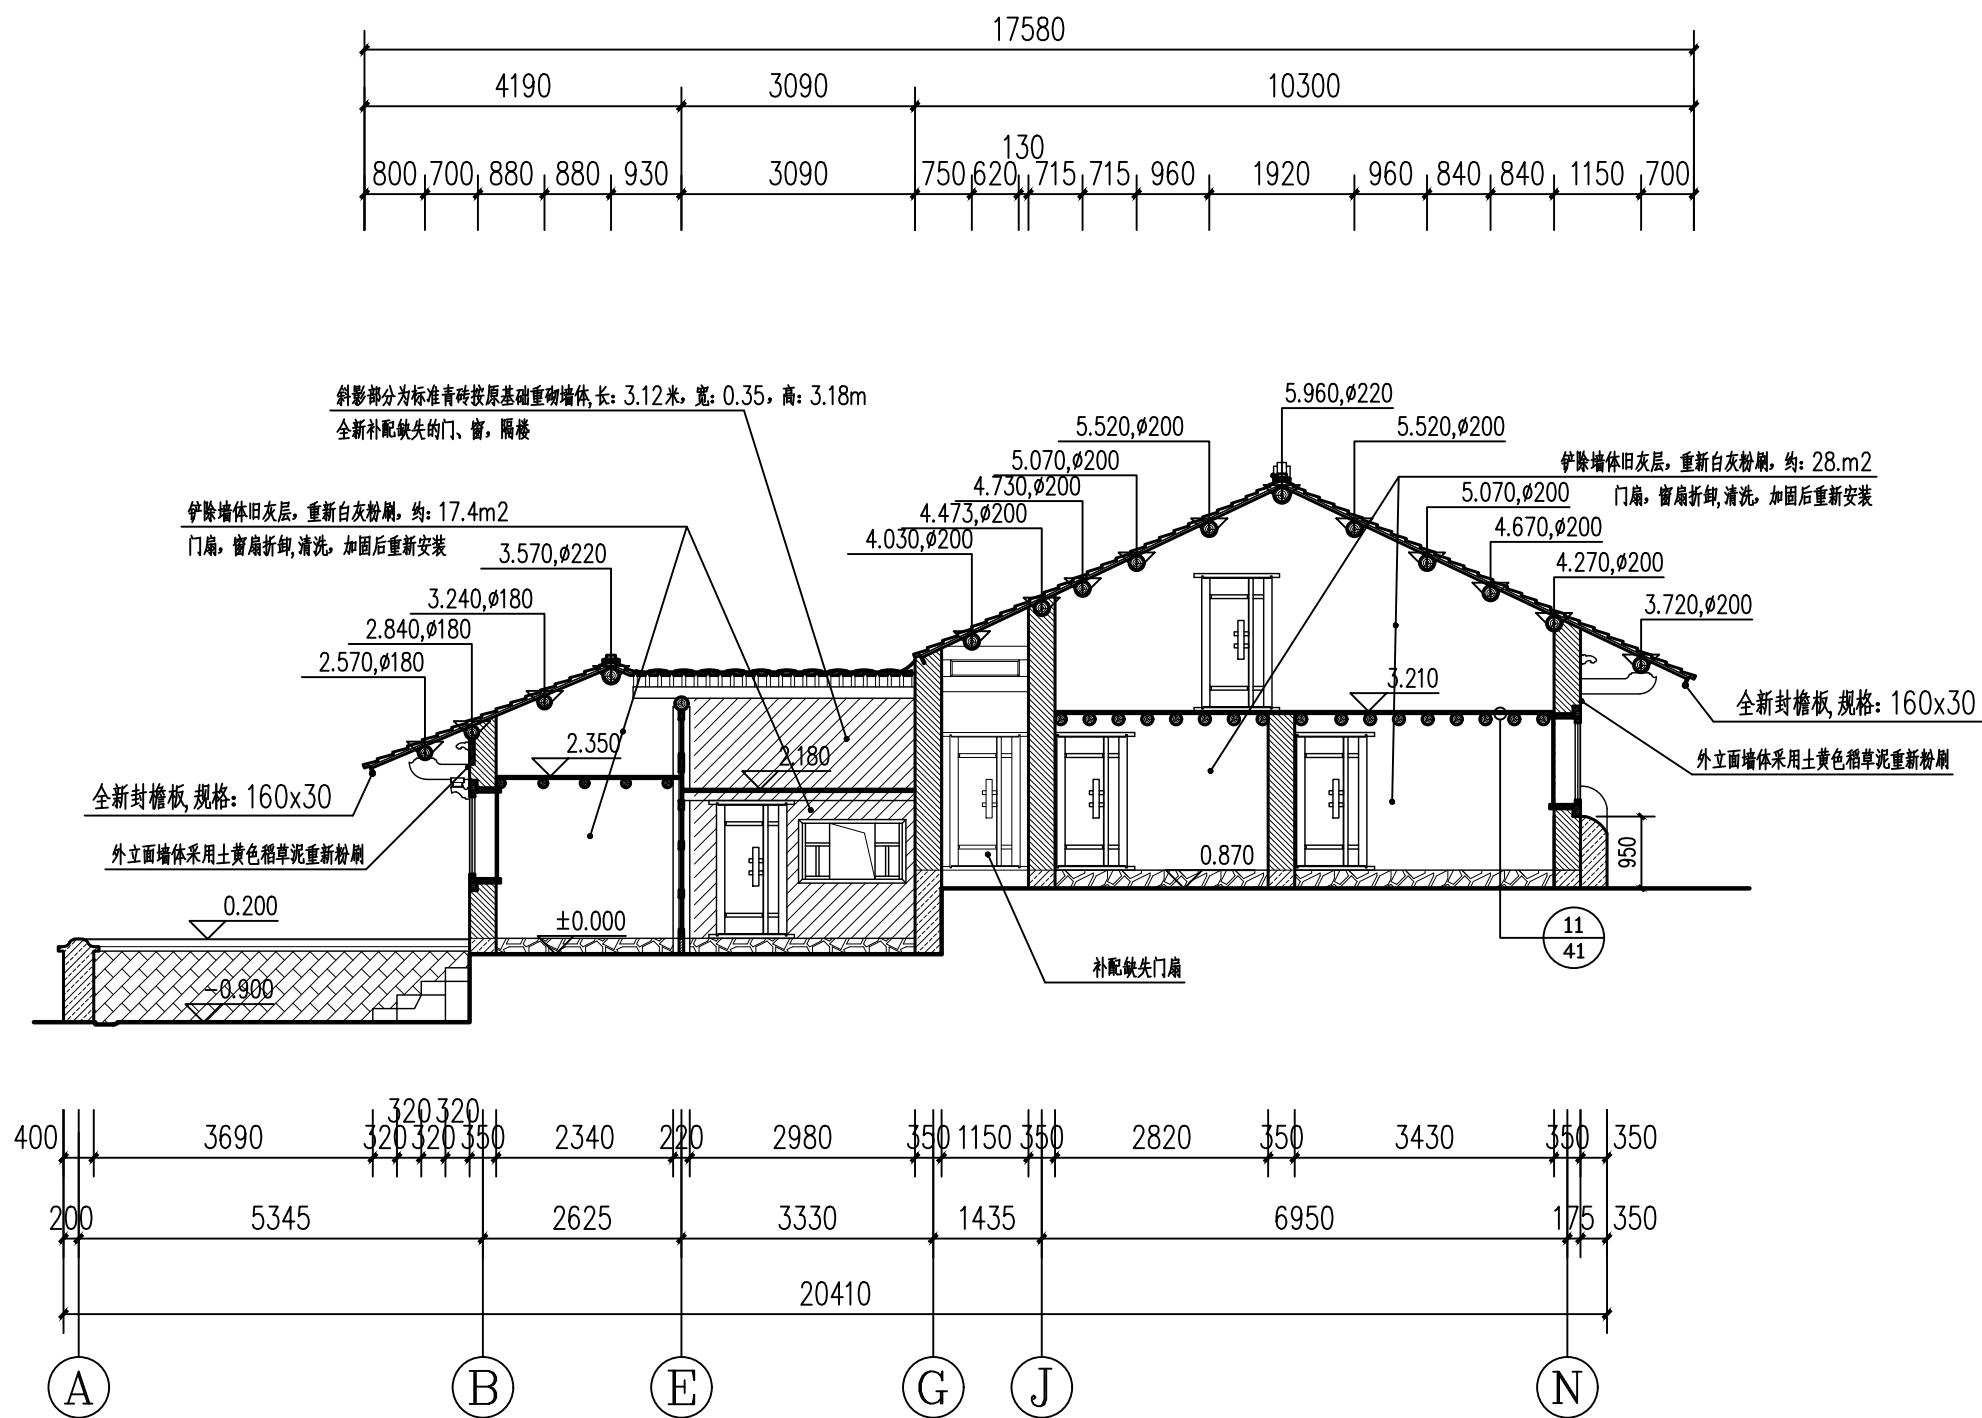 17580
4190 3090 10300
130
800 700 880 880 930 3090 750 620 715 715 960 1920 960 840 840 1150 700
斜影部分为标准青砖按原基础重砌墙体,长：3.12米，宽：0.35，高：3.18m
全新补配缺失的门、窗，隔楼
5.960,ø220
5.520,ø200 5.520,ø200
5.070,ø200
铲除墙体旧灰层，重新白灰粉刷，约：28.m2
门扇，窗扇折卸,清洗，加固后重新安装
4.730,ø200
5.070,ø200
铲除墙体旧灰层，重新白灰粉刷，约：17.4m2
门扇，窗扇折卸,清洗，加固后重新安装
4.473,ø200
4.670,ø200
4.030,ø200
3.570,ø220
4.270,ø200
3.240,ø180
3.720,ø200
2.840,ø180
2.570,ø180
3.210
全新封檐板,规格：160x30
2.350
2.180
外立面墙体采用土黄色稻草泥重新粉刷
全新封檐板,规格：160x30
外立面墙体采用土黄色稻草泥重新粉刷
0.870
950
0.200
±0.000
11
41
补配缺失门扇
-0.900
320 320
400 3690 320 320 350 2340 220 2980 350 1150 350 2820 350 3430 350 350
200 5345 2625 3330 1435 6950 175 350
20410
A B E G J N